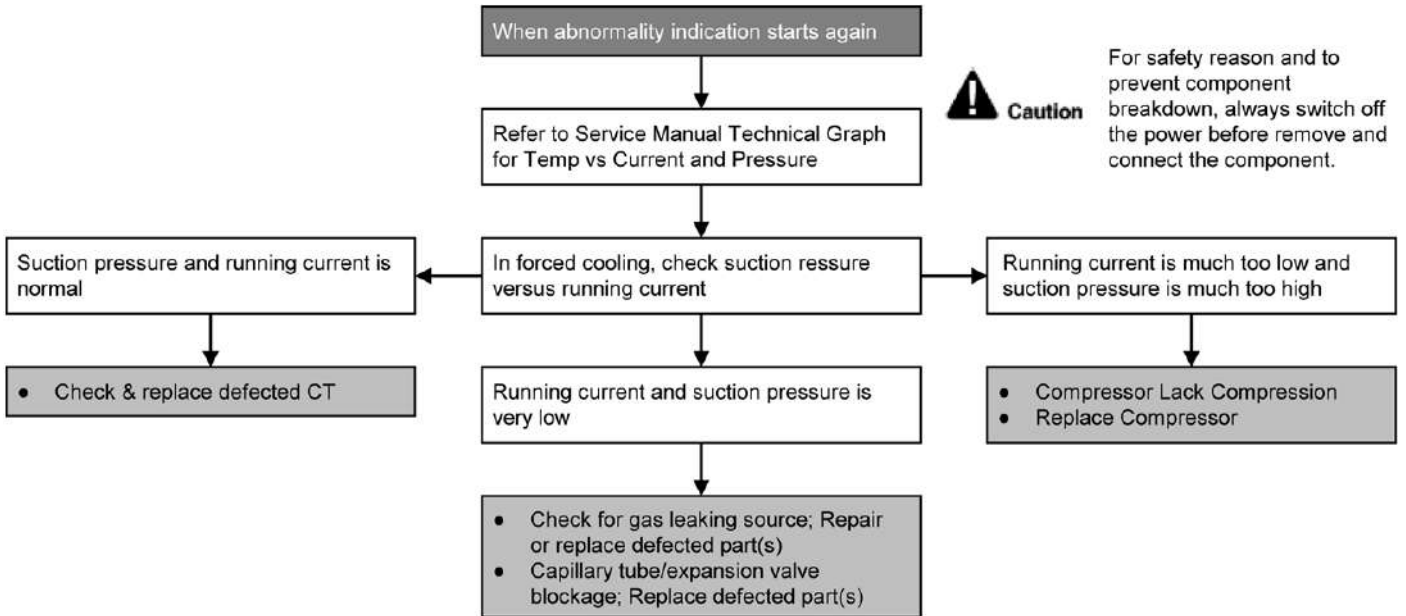 When abnormality indication starts again
Caution
For safety reason and to
prevent component
breakdown, always switch off
the power before remove and
connect the component.
Refer to Service Manual Technical Graph
for Temp vs Current and Pressure
Suction pressure and running current is
normal
In forced cooling, check suction ressure
versus running current
Running current is much too low and
suction pressure is much too high
● Check & replace defected CT
Running current and suction pressure is
very low
● Compressor Lack Compression
● Replace Compressor
● Check for gas leaking source; Repair
or replace defected part(s)
● Capillary tube/expansion valve
blockage; Replace defected part(s)